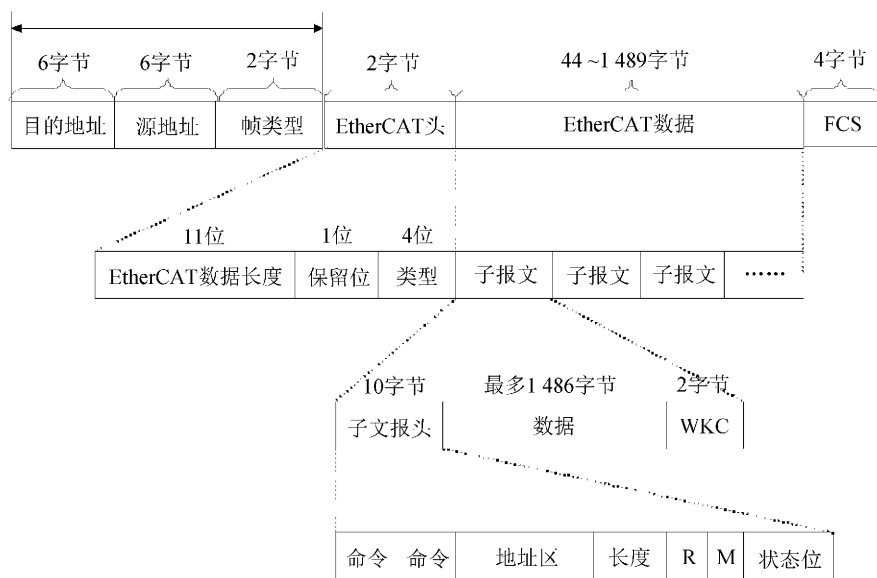 6字节 6字节 2字节 2字节 44 ~1 489字节 4字节
目的地址 源地址 帧类型 EtherCAT头 EtherCAT数据 FCS
11位 1位 4位
EtherCAT数据长度 保留位 类型 子报文 子报文 子报文 ······
10字节 最多1 486字节 2字节
子文报头 数据 WKC
命令 命令 地址区 长度 R M 状态位